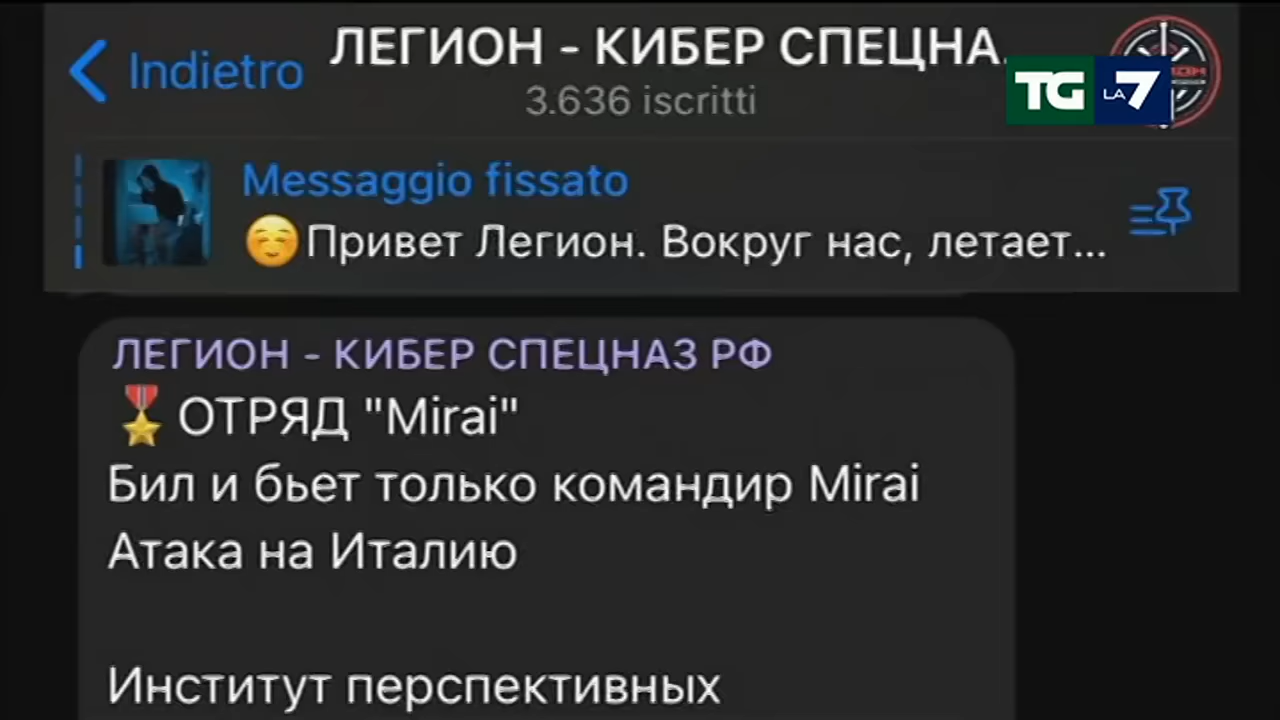 Indietro
ЛЕГИОН - КИБЕР СПЕЦНА...
3.636 iscritti
TG LA7
Messaggio fissato
☺️Привет Легион. Вокруг нас, летает...
ЛЕГИОН - КИБЕР СПЕЦНАЗ РФ
🎖️ОТРЯД "Mirai"
Бил и бьет только командир Mirai
Атака на Италию
Институт перспективных